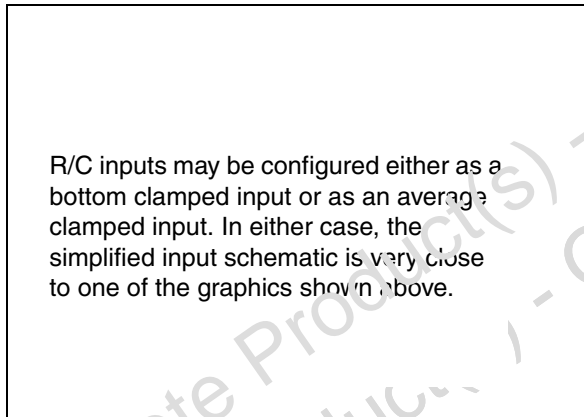 R/C inputs may be configured either as a
bottom clamped input or as an average
clamped input. In either case, the
simplified input schematic is very close
to one of the graphics shown above.
Product(s) -